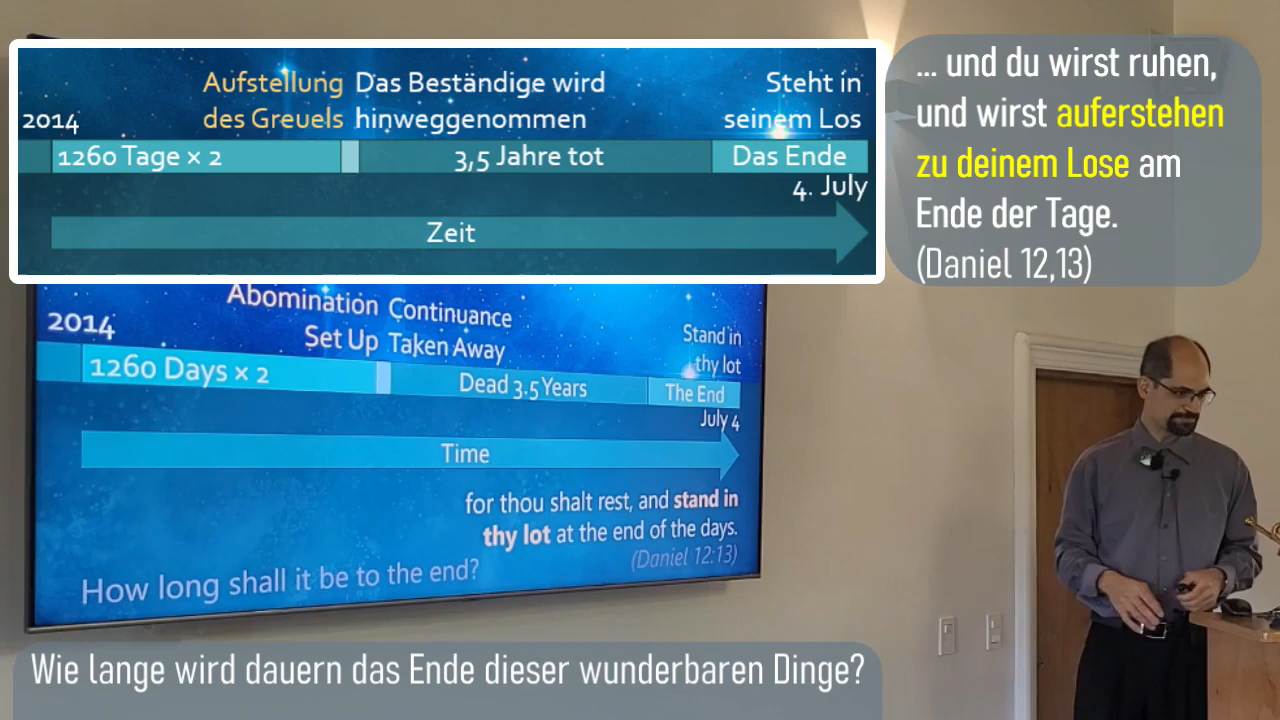 Aufstellung Das Beständige wird Steht in
2014 des Greuels hinweggenommen seinem Los
1260 Tage × 2 3,5 Jahre tot Das Ende
4. July
Zeit
... und du wirst ruhen,
und wirst auferstehen
zu deinem Lose am
Ende der Tage.
(Daniel 12,13)
Abomination Continuance Stand in
2014 Set Up Taken Away thy lot
1260 Days × 2 Dead 3.5 Years The End
July 4
Time
for thou shalt rest, and stand in
thy lot at the end of the days.
(Daniel 12:13)
How long shall it be to the end?
Wie lange wird dauern das Ende dieser wunderbaren Dinge?